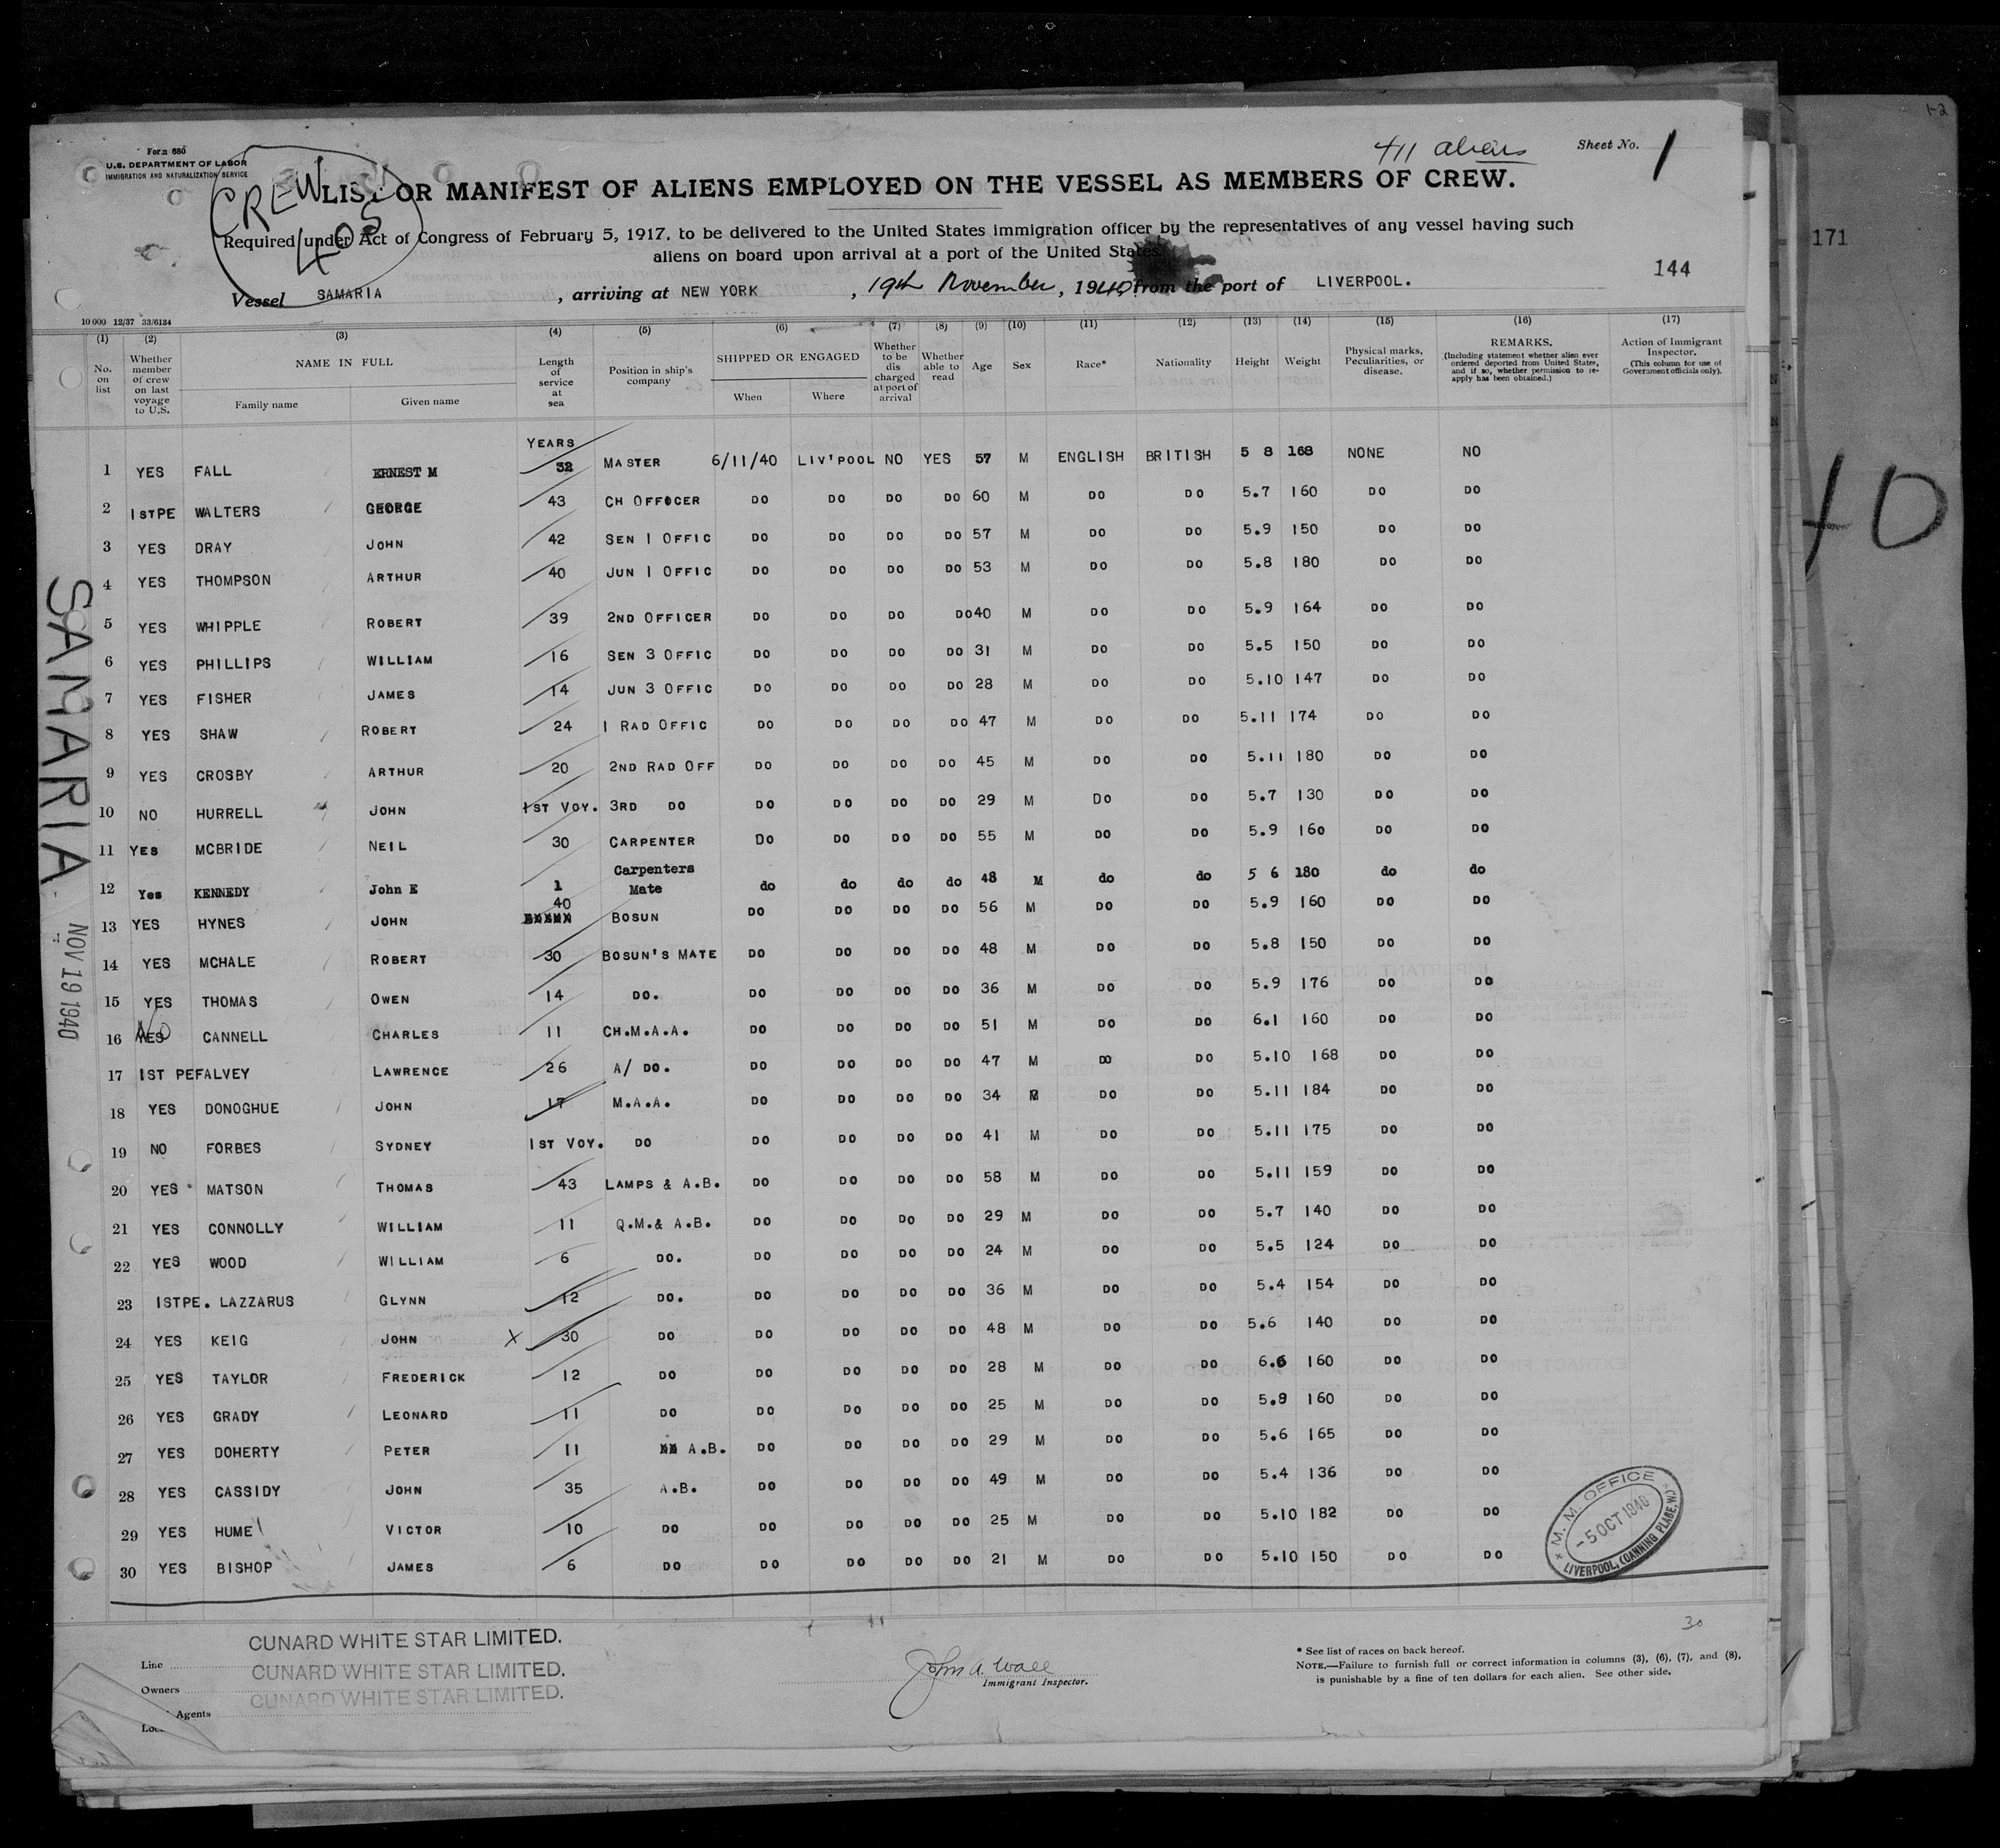 1-2
Form 680
U.S. DEPARTMENT OF LABOR
IMMIGRATION AND NATURALIZATION SERVICE
411 aliens
Sheet No. 1
CREW
405
LIST OR MANIFEST OF ALIENS EMPLOYED ON THE VESSEL AS MEMBERS OF CREW.
Required under Act of Congress of February 5, 1917, to be delivered to the United States immigration officer by the representatives of any vessel having such
aliens on board upon arrival at a port of the United States
171
144
Vessel SAMARIA, arriving at NEW YORK, 19th November, 1940, from the port of LIVERPOOL.
10 000 12/37 33/6134
(1) (2) (3) (4) (5) (6) (7) (8) (9) (10) (11) (12) (13) (14) (15) (16) (17)
No. on list
Whether member of crew on last voyage to U.S.
NAME IN FULL
Family name
Given name
Length of service at sea
Position in ship's company
SHIPPED OR ENGAGED
When
Where
Whether to be dis charged at port of arrival
Whether able to read
Age
Sex
Race*
Nationality
Height
Weight
Physical marks, Peculiarities, or disease.
REMARKS.
(Including statement whether alien ever ordered deported from United States, and if so, whether permission to re-apply has been obtained.)
Action of Immigrant Inspector.
(This column for use of Government officials only).
YEARS
1 YES FALL ERNEST M 32 MASTER 6/11/40 LIV'POOL NO YES 57 M ENGLISH BRITISH 5 8 168 NONE NO
2 1STPE WALTERS GEORGE 43 CH OFFOCER DO DO DO DO 60 M DO DO 5.7 160 DO DO
3 YES DRAY JOHN 42 SEN 1 OFFIC DO DO DO DO 57 M DO DO 5.9 150 DO DO
4 YES THOMPSON ARTHUR 40 JUN 1 OFFIC DO DO DO DO 53 M DO DO 5.8 180 DO DO
5 YES WHIPPLE ROBERT 39 2ND OFFICER DO DO DO DO 40 M DO DO 5.9 164 DO DO
6 YES PHILLIPS WILLIAM 16 SEN 3 OFFIC DO DO DO DO 31 M DO DO 5.5 150 DO DO
7 YES FISHER JAMES 14 JUN 3 OFFIC DO DO DO DO 28 M DO DO 5.10 147 DO DO
8 YES SHAW ROBERT 24 1 RAD OFFIC DO DO DO DO 47 M DO DO 5.11 174 DO DO
9 YES CROSBY ARTHUR 20 2ND RAD OFF DO DO DO DO 45 M DO DO 5.11 180 DO DO
10 NO HURRELL JOHN 1ST VOY. 3RD DO DO DO DO DO 29 M DO DO 5.7 130 DO DO
11 YES MCBRIDE NEIL 30 CARPENTER DO DO DO DO 55 M DO DO 5.9 160 DO DO
12 Yes KENNEDY John E 1 Carpenters Mate do do do do 48 M do do 5 6 180 do do
13 YES HYNES JOHN 40 BOSUN DO DO DO DO 56 M DO DO 5.9 160 DO DO
14 YES MCHALE ROBERT 30 BOSUN'S MATE DO DO DO DO 48 M DO DO 5.8 150 DO DO
15 YES THOMAS OWEN 14 DO. DO DO DO DO 36 M DO DO 5.9 176 DO DO
16 YES No CANNELL CHARLES 11 CH.M.A.A. DO DO DO DO 51 M DO DO 6.1 160 DO DO
17 1ST PEFALVEY LAWRENCE 26 A/ DO. DO DO DO DO 47 M DO DO 5.10 168 DO DO
18 YES DONOGHUE JOHN 17 M.A.A. DO DO DO DO 34 M DO DO 5.11 184 DO DO
19 NO FORBES SYDNEY 1ST VOY. DO DO DO DO DO 41 M DO DO 5.11 175 DO DO
20 YES MATSON THOMAS 43 LAMPS & A.B. DO DO DO DO 58 M DO DO 5.11 159 DO DO
21 YES CONNOLLY WILLIAM 11 Q.M.& A.B. DO DO DO DO 29 M DO DO 5.7 140 DO DO
22 YES WOOD WILLIAM 6 DO. DO DO DO DO 24 M DO DO 5.5 124 DO DO
23 1STPE. LAZZARUS GLYNN 12 DO. DO DO DO DO 36 M DO DO 5.4 154 DO DO
24 YES KEIG JOHN X 30 DO DO DO DO DO 48 M DO DO 5.6 140 DO DO
25 YES TAYLOR FREDERICK 12 DO DO DO DO DO 28 M DO DO 6.0 160 DO DO
26 YES GRADY LEONARD 11 DO DO DO DO DO 25 M DO DO 5.9 160 DO DO
27 YES DOHERTY PETER 11 A.B. DO DO DO DO 29 M DO DO 5.6 165 DO DO
28 YES CASSIDY JOHN 35 A.B. DO DO DO DO 49 M DO DO 5.4 136 DO DO
29 YES HUME VICTOR 10 DO DO DO DO DO 25 M DO DO 5.10 182 DO DO
30 YES BISHOP JAMES 6 DO DO DO DO DO 21 M DO DO 5.10 150 DO DO
SAMARIA
NOV 19 1940
10
M. M. OFFICE
-5 OCT 1940
LIVERPOOL, (CANNING PLACE, W.C.)
30
Line CUNARD WHITE STAR LIMITED.
Owners CUNARD WHITE STAR LIMITED.
Agents CUNARD WHITE STAR LIMITED.
John A. Wall
Immigrant Inspector.
* See list of races on back hereof.
NOTE.—Failure to furnish full or correct information in columns (3), (6), (7), and (8),
is punishable by a fine of ten dollars for each alien. See other side.